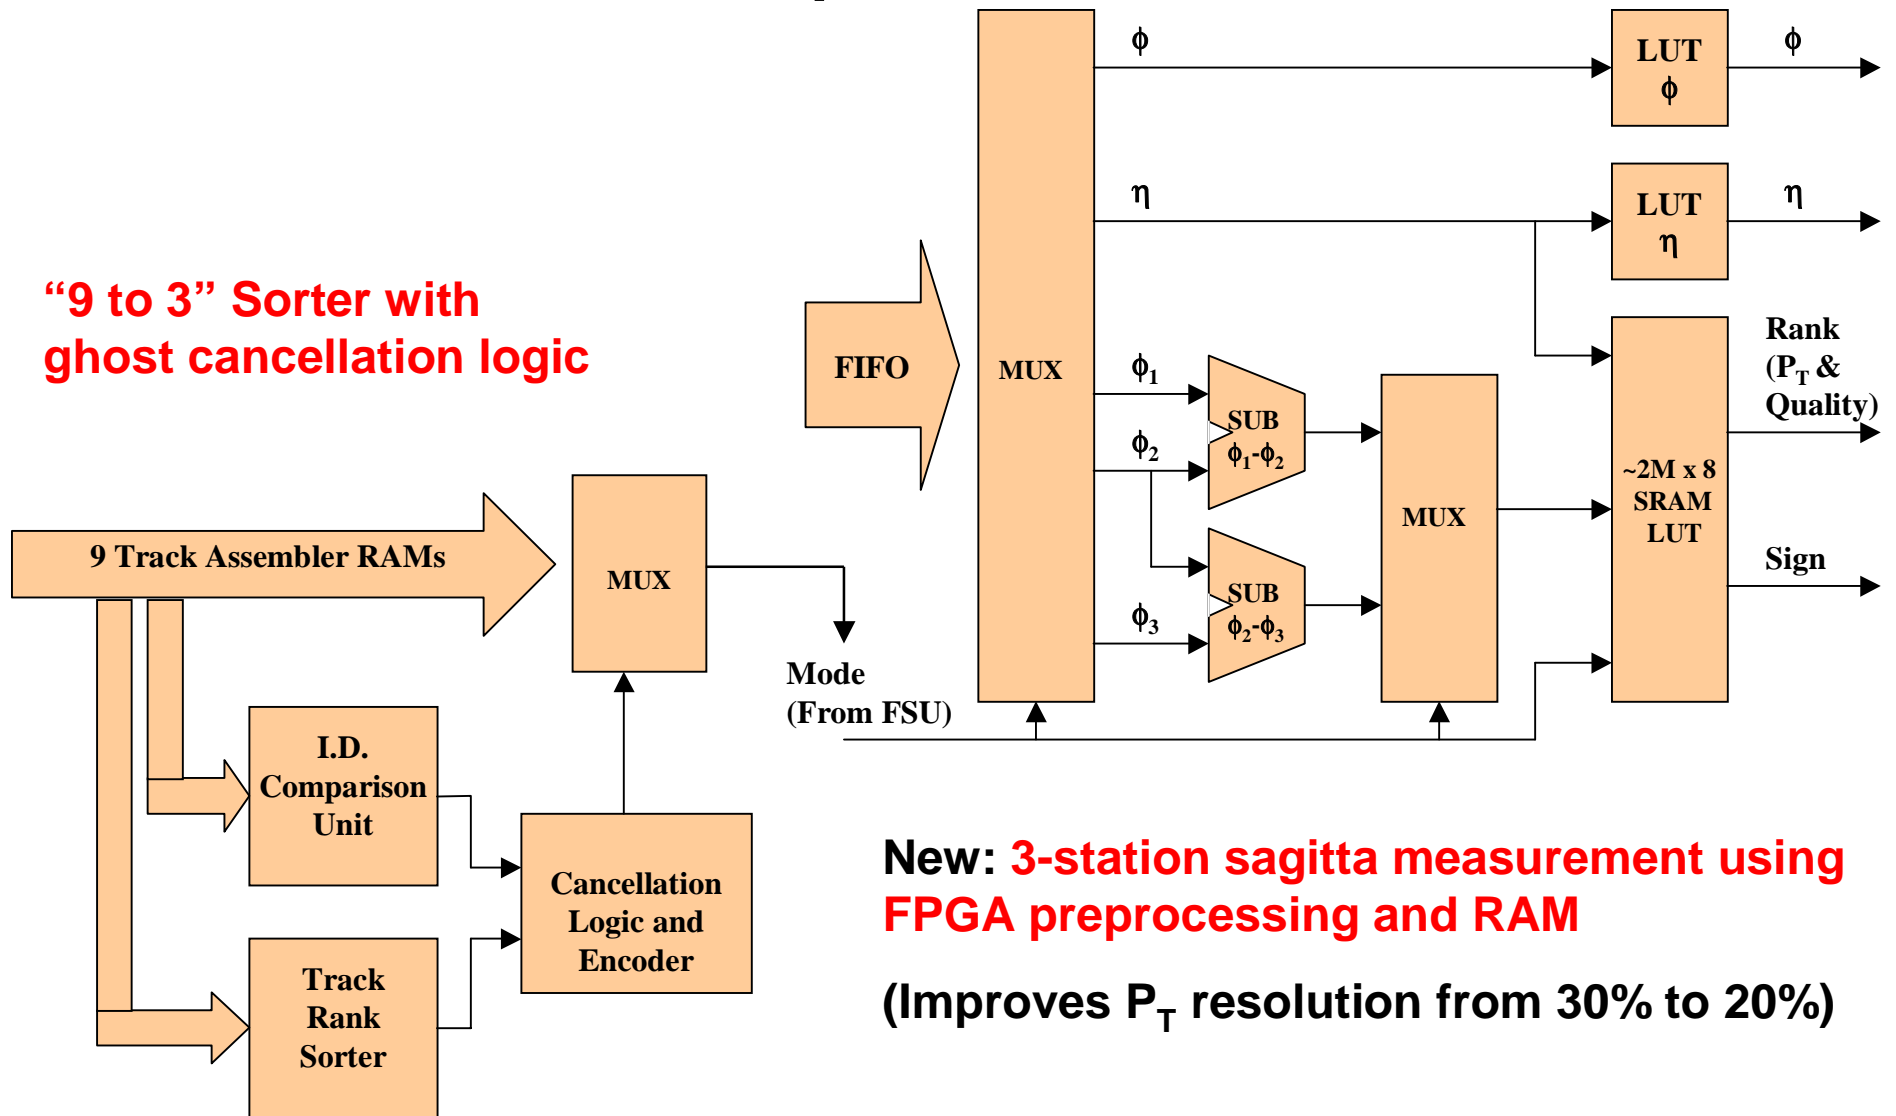 “9 to 3” Sorter with
ghost cancellation logic
9 Track Assembler RAMs
MUX
I.D.
Comparison
Unit
Track
Rank
Sorter
Cancellation
Logic and
Encoder
Mode
(From FSU)
FIFO
MUX
ϕ
η
ϕ1
ϕ2
ϕ3
SUB
ϕ1-ϕ2
SUB
ϕ2-ϕ3
MUX
LUT
ϕ
ϕ
LUT
η
η
~2M x 8
SRAM
LUT
Rank
(PT &
Quality)
Sign
New: 3-station sagitta measurement using
FPGA preprocessing and RAM
(Improves PT resolution from 30% to 20%)